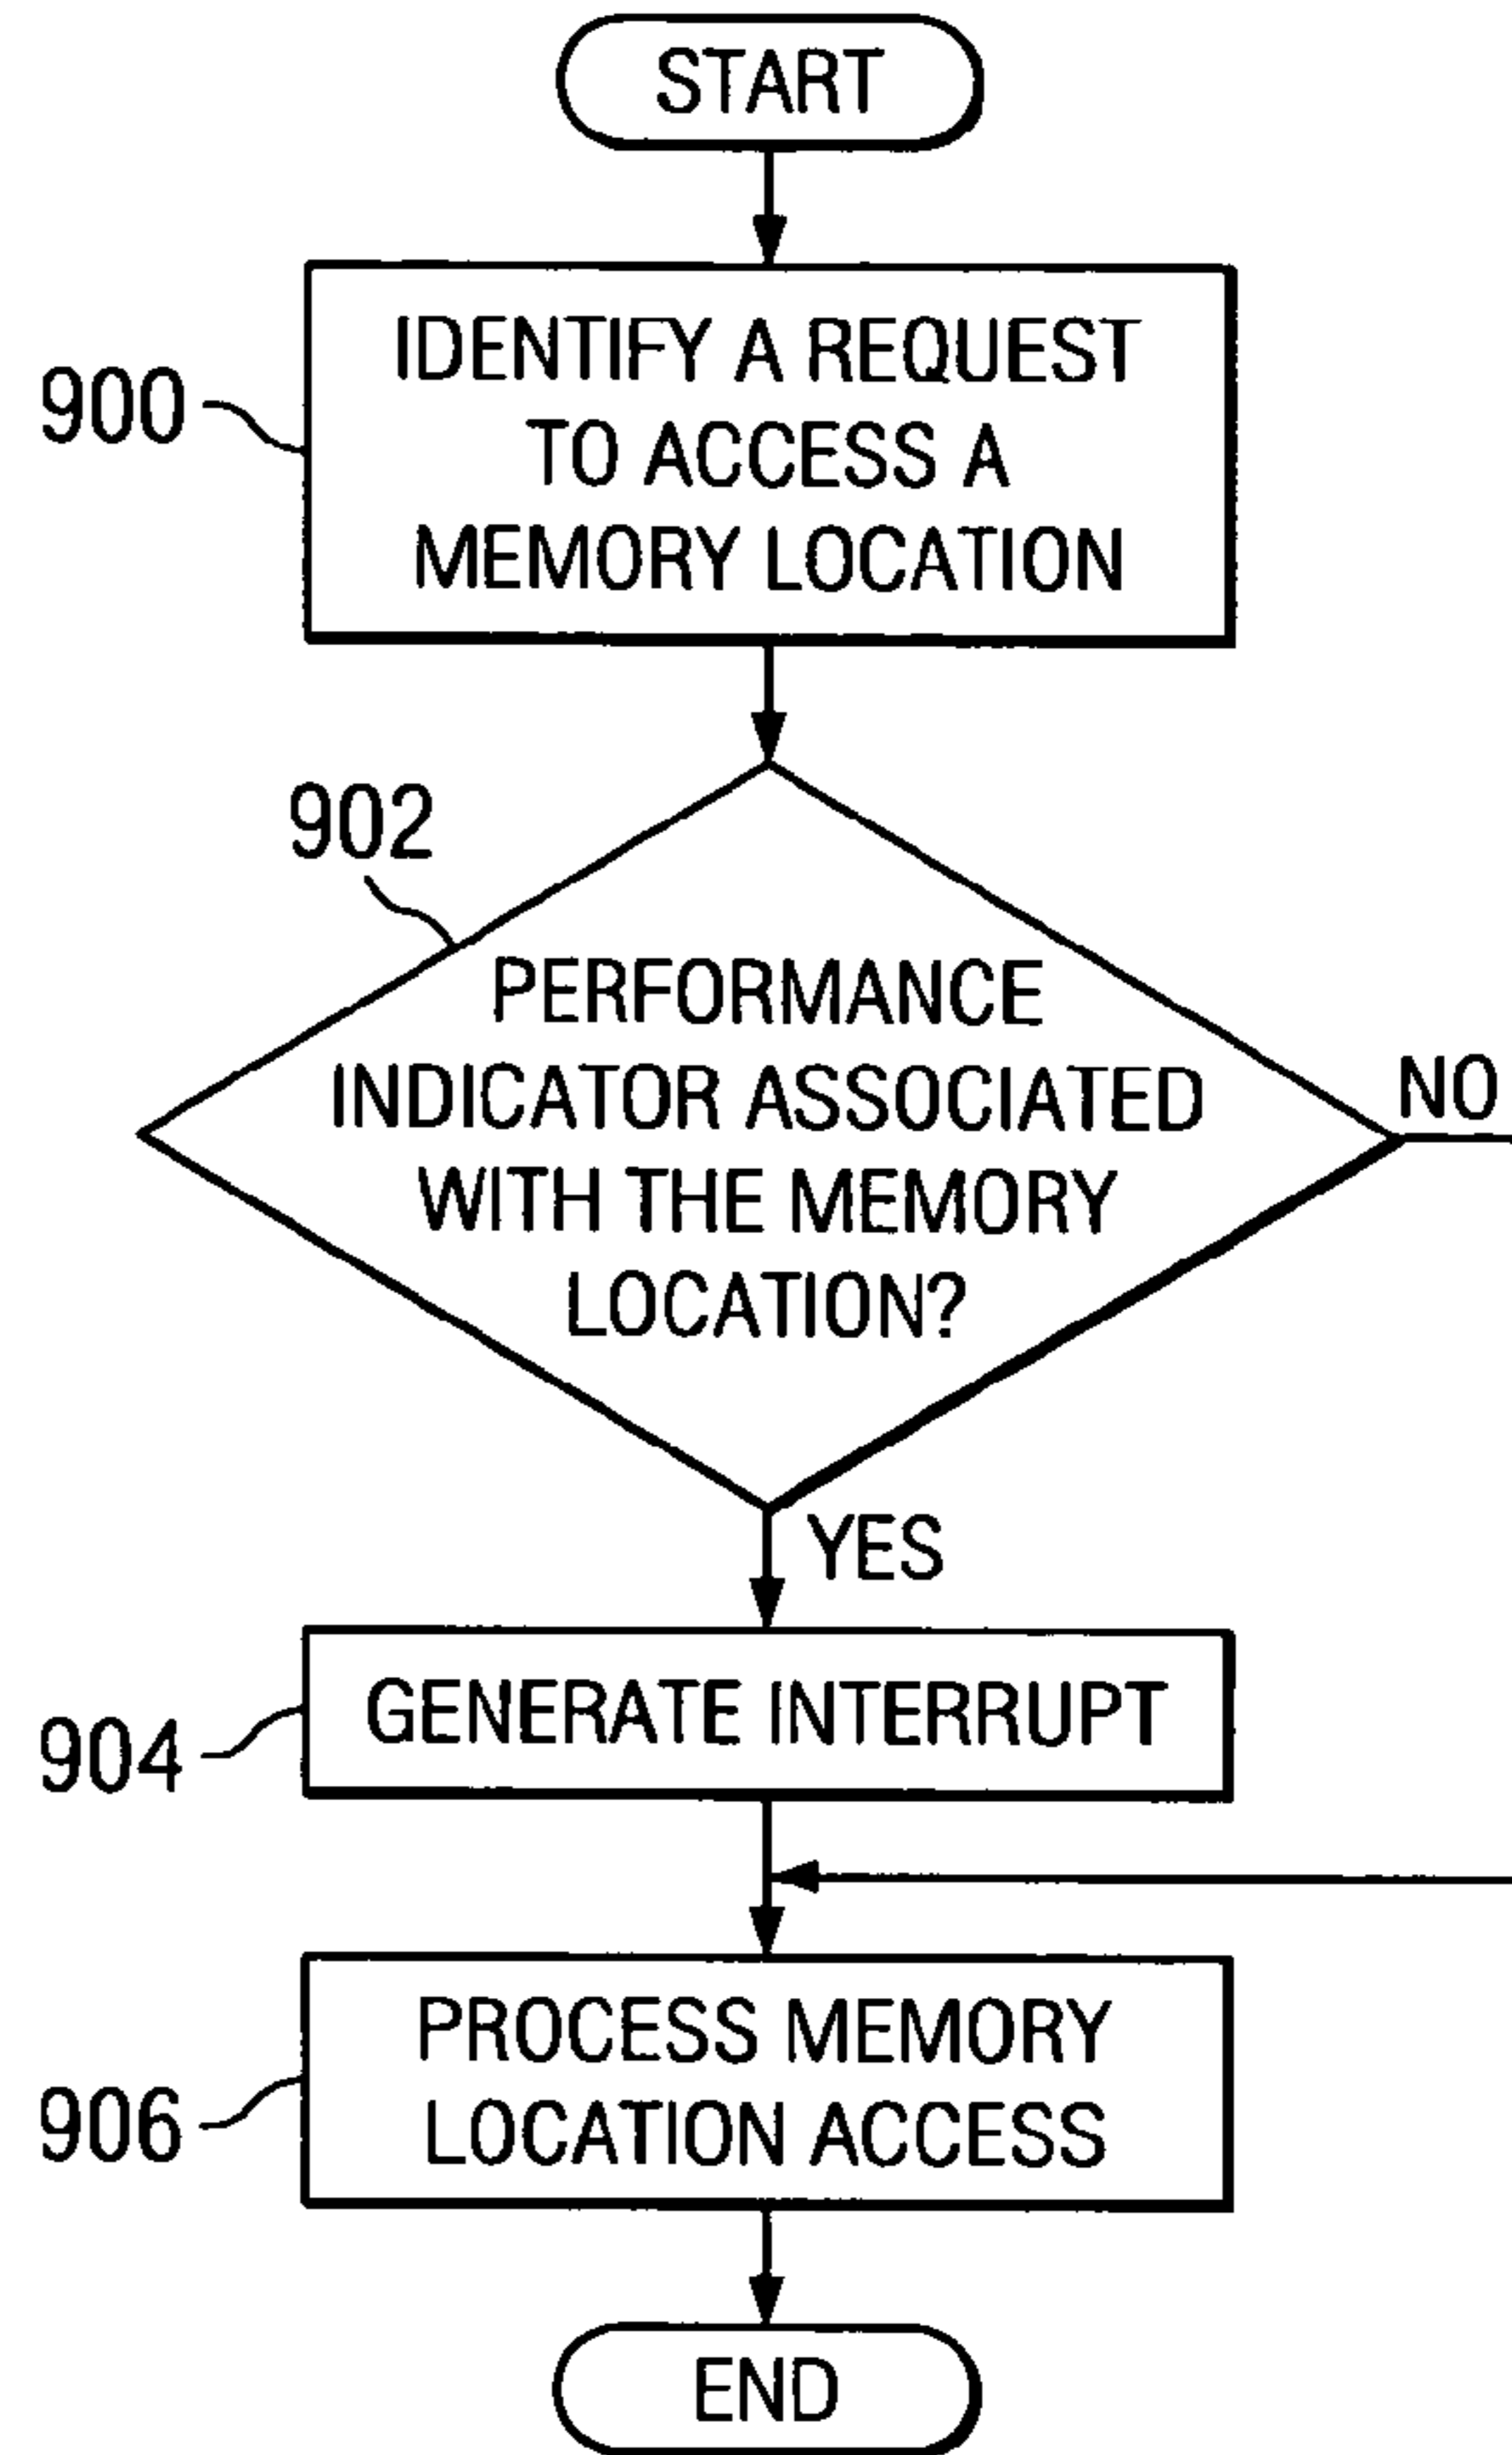 START
900
IDENTIFY A REQUEST
TO ACCESS A
MEMORY LOCATION
902
PERFORMANCE
INDICATOR ASSOCIATED
WITH THE MEMORY
LOCATION?
NO
YES
904
GENERATE INTERRUPT
906
PROCESS MEMORY
LOCATION ACCESS
END